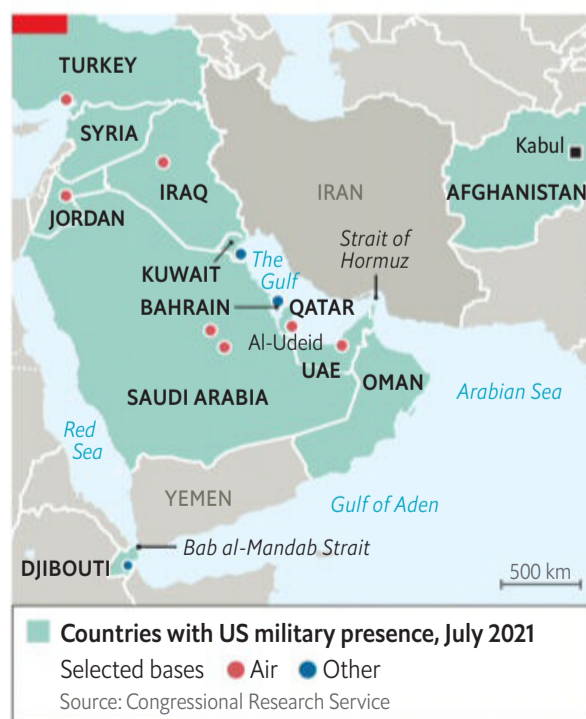 TURKEY
SYRIA
Kabul
IRAQ
IRAN
AFGHANISTAN
JORDAN
Strait of
Hormuz
KUWAIT
The
Gulf
BAHRAIN
QATAR
Al-Udeid
UAE
OMAN
SAUDI ARABIA
Arabian Sea
Red
Sea
YEMEN
Gulf of Aden
Bab al-Mandab Strait
DJIBOUTI
500 km
Countries with US military presence, July 2021
Selected bases Air Other
Source: Congressional Research Service